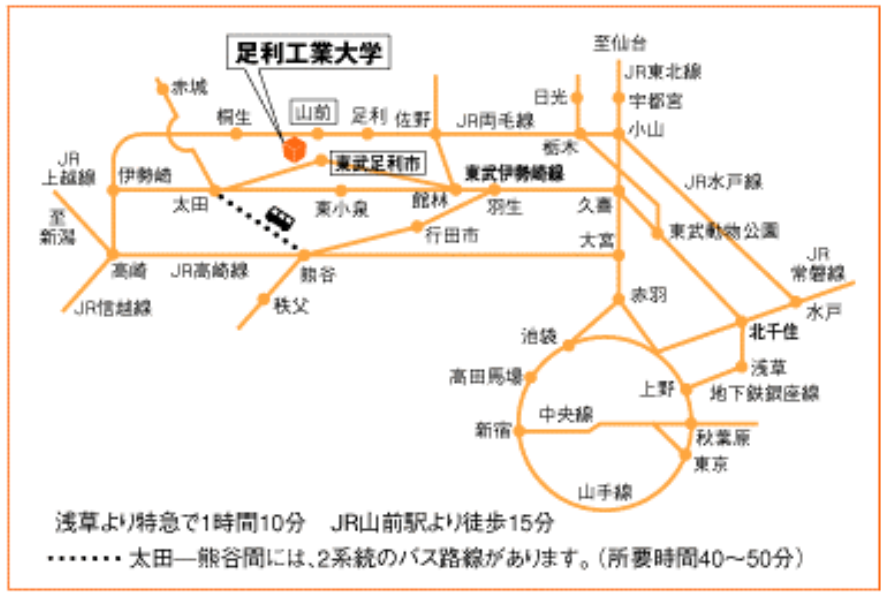 至仙台
足利工業大学
JR東北線
赤城
日光
宇都宮
桐生
山前
足利
佐野
JR両毛線
栃木
小山
JR
上越線
伊勢崎
東武足利市
東武伊勢崎線
JR水戸線
太田
東小泉
館林
羽生
久喜
至
新潟
行田市
東武動物公園
大宮
高崎
JR高崎線
熊谷
JR
常磐線
JR信越線
秩父
赤羽
水戸
池袋
北千住
高田馬場
上野
浅草
地下鉄銀座線
新宿
中央線
秋葉原
東京
山手線
浅草より特急で1時間10分 JR山前駅より徒歩15分
・・・・・・・ 太田―熊谷間には、2系統のバス路線があります。(所要時間40〜50分)